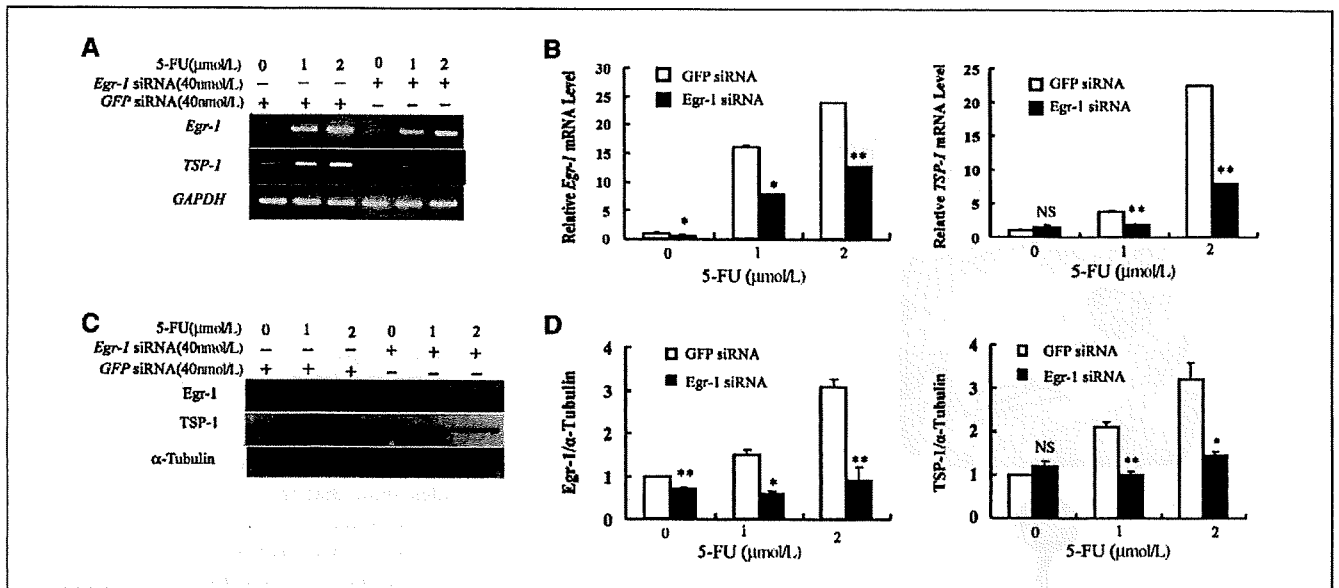 A
5-FU(μmol/L) 0 1 2 0 1 2
Egr-1 siRNA(40nmol/L) − − − + + +
GFP siRNA(40nmol/L) + + + − − −
Egr-1
TSP-1
GAPDH
B
30
25
20
15
10
5
0
Relative Egr-1 mRNA Level
GFP siRNA
Egr-1 siRNA
*
*
**
0 1 2
5-FU (μmol/L)
25
20
15
10
5
0
Relative TSP-1 mRNA Level
GFP siRNA
Egr-1 siRNA
NS
**
**
0 1 2
5-FU (μmol/L)
C
5-FU(μmol/L) 0 1 2 0 1 2
Egr-1 siRNA(40nmol/L) − − − + + +
GFP siRNA(40nmol/L) + + + − − −
Egr-1
TSP-1
α-Tubulin
D
4
3
2
1
0
Egr-1/α-Tubulin
GFP siRNA
Egr-1 siRNA
**
*
**
0 1 2
5-FU (μmol/L)
4
3
2
1
0
TSP-1/α-Tubulin
GFP siRNA
Egr-1 siRNA
NS
**
*
0 1 2
5-FU (μmol/L)